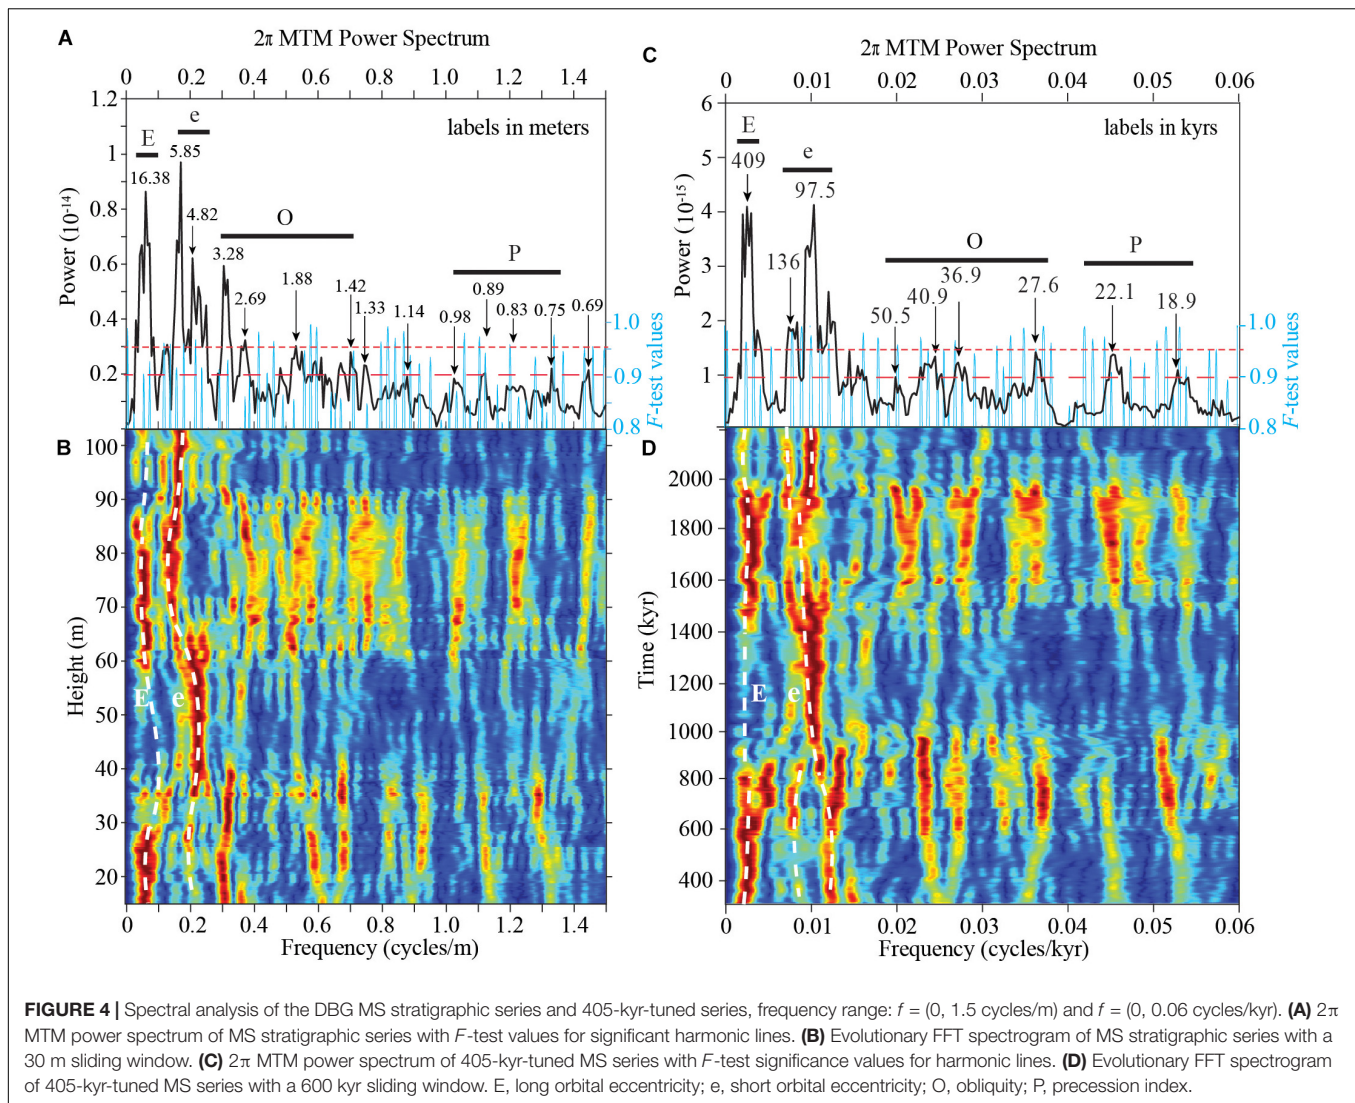 A
2π MTM Power Spectrum
0 0.2 0.4 0.6 0.8 1.0 1.2 1.4
1.2
1
0.8
0.6
0.4
0.2
Power (10⁻¹⁴)
labels in meters
E
e
O
P
16.38
5.85
4.82
3.28
2.69
1.88
1.42
1.33
1.14
0.98
0.89
0.83
0.75
0.69
1.0
0.9
0.8
F-test values
B
100
90
80
70
60
50
40
30
20
Height (m)
E e
0 0.2 0.4 0.6 0.8 1.0 1.2 1.4
Frequency (cycles/m)
C
2π MTM Power Spectrum
0 0.01 0.02 0.03 0.04 0.05 0.06
6
5
4
3
2
1
Power (10⁻¹⁵)
labels in kyrs
E
e
O
P
409
97.5
136
50.5
40.9
36.9
27.6
22.1
18.9
1.0
0.9
0.8
F-test values
D
2000
1800
1600
1400
1200
1000
800
600
400
Time (kyr)
E e
0 0.01 0.02 0.03 0.04 0.05 0.06
Frequency (cycles/kyr)
FIGURE 4 | Spectral analysis of the DBG MS stratigraphic series and 405-kyr-tuned series, frequency range: f = (0, 1.5 cycles/m) and f = (0, 0.06 cycles/kyr). (A) 2π
MTM power spectrum of MS stratigraphic series with F-test values for significant harmonic lines. (B) Evolutionary FFT spectrogram of MS stratigraphic series with a
30 m sliding window. (C) 2π MTM power spectrum of 405-kyr-tuned MS series with F-test significance values for harmonic lines. (D) Evolutionary FFT spectrogram
of 405-kyr-tuned MS series with a 600 kyr sliding window. E, long orbital eccentricity; e, short orbital eccentricity; O, obliquity; P, precession index.